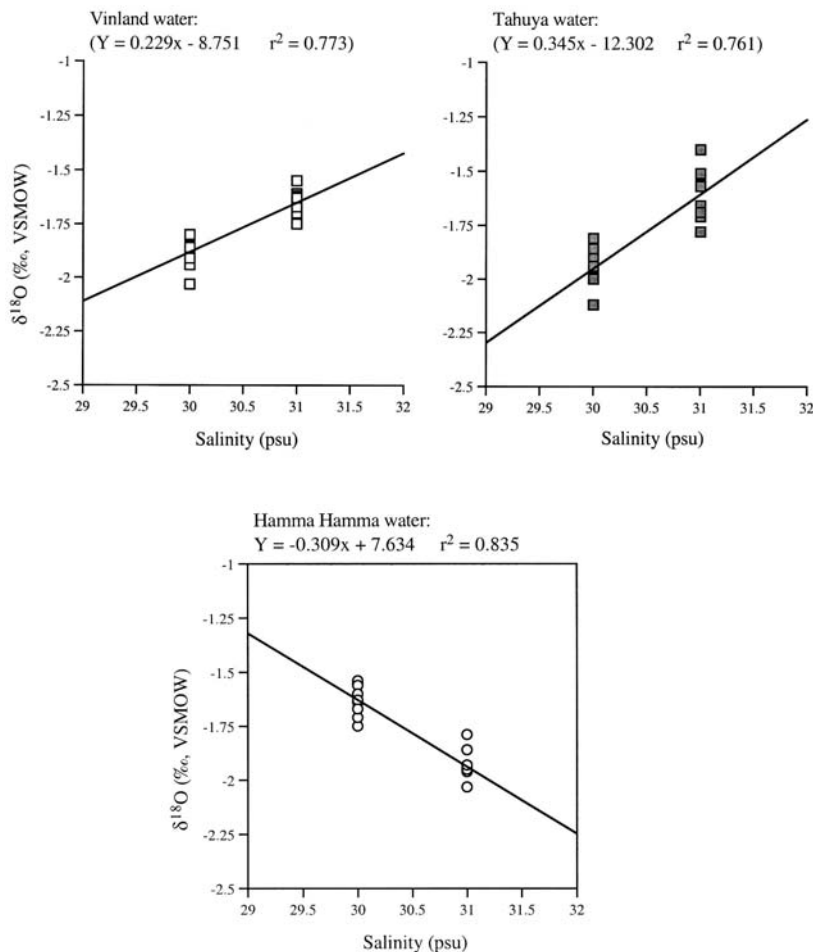 Vinland water:
(Y = 0.229x - 8.751 r² = 0.773)
-1
-1.25
-1.5
-1.75
-2
-2.25
-2.5
δ¹⁸O (‰, VSMOW)
29 29.5 30 30.5 31 31.5 32
Salinity (psu)
Tahuya water:
(Y = 0.345x - 12.302 r² = 0.761)
-1
-1.25
-1.5
-1.75
-2
-2.25
-2.5
29 29.5 30 30.5 31 31.5 32
Salinity (psu)
Hamma Hamma water:
Y = -0.309x + 7.634 r² = 0.835
-1
-1.25
-1.5
-1.75
-2
-2.25
-2.5
δ¹⁸O (‰, VSMOW)
29 29.5 30 30.5 31 31.5 32
Salinity (psu)